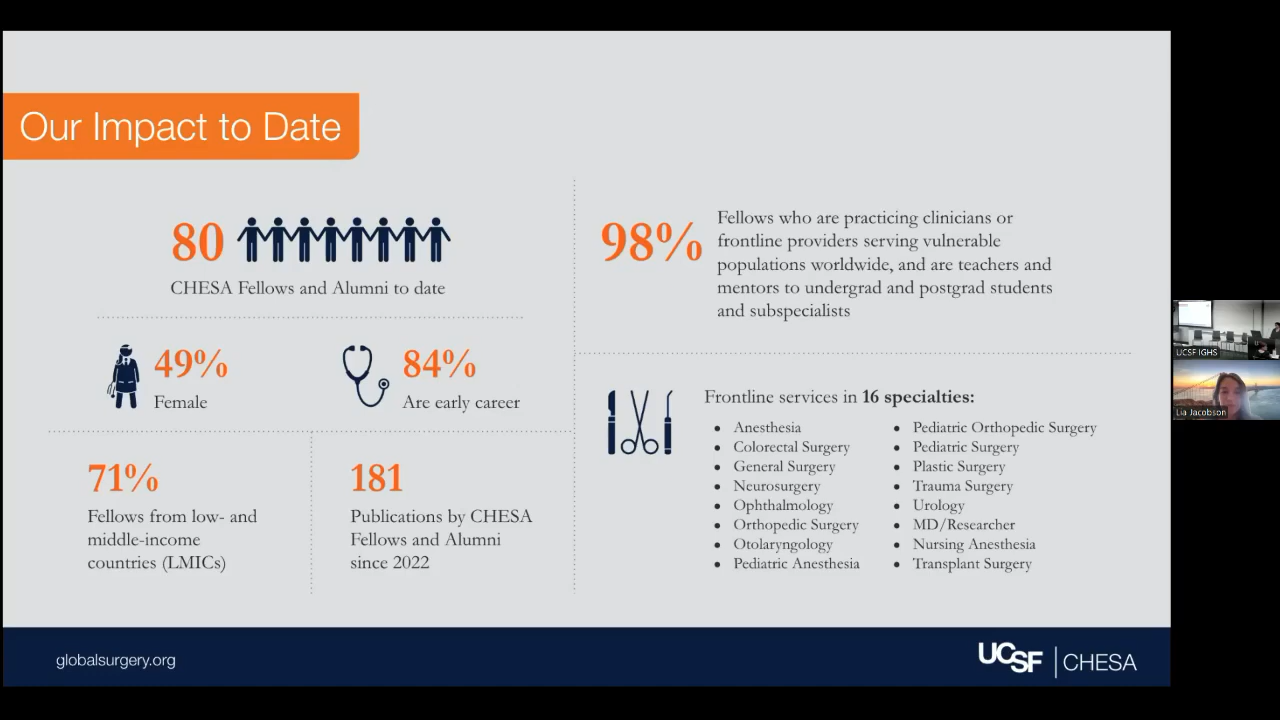 Our Impact to Date
80
CHESA Fellows and Alumni to date
49%
Female
84%
Are early career
71%
Fellows from low- and
middle-income
countries (LMICs)
181
Publications by CHESA
Fellows and Alumni
since 2022
98%
Fellows who are practicing clinicians or
frontline providers serving vulnerable
populations worldwide, and are teachers and
mentors to undergrad and postgrad students
and subspecialists
Frontline services in 16 specialties:
• Anesthesia
• Colorectal Surgery
• General Surgery
• Neurosurgery
• Ophthalmology
• Orthopedic Surgery
• Otolaryngology
• Pediatric Anesthesia
• Pediatric Orthopedic Surgery
• Pediatric Surgery
• Plastic Surgery
• Trauma Surgery
• Urology
• MD/Researcher
• Nursing Anesthesia
• Transplant Surgery
globalsurgery.org
UCSF | CHESA
UCSF IGHS
Lia Jacobson